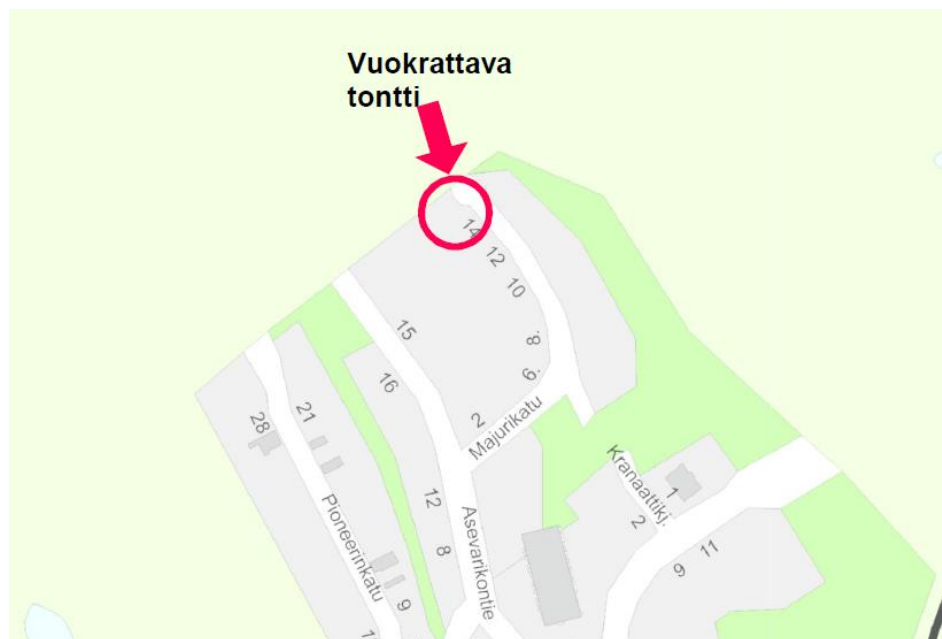 Vuokrattava
tontti
14
12
10
8.
6.
15
16
2
Majurikatu
21
28
Kranaattikj.
1
2
12
8
Pioneerinkatu
Asevarikontie
11
9
9